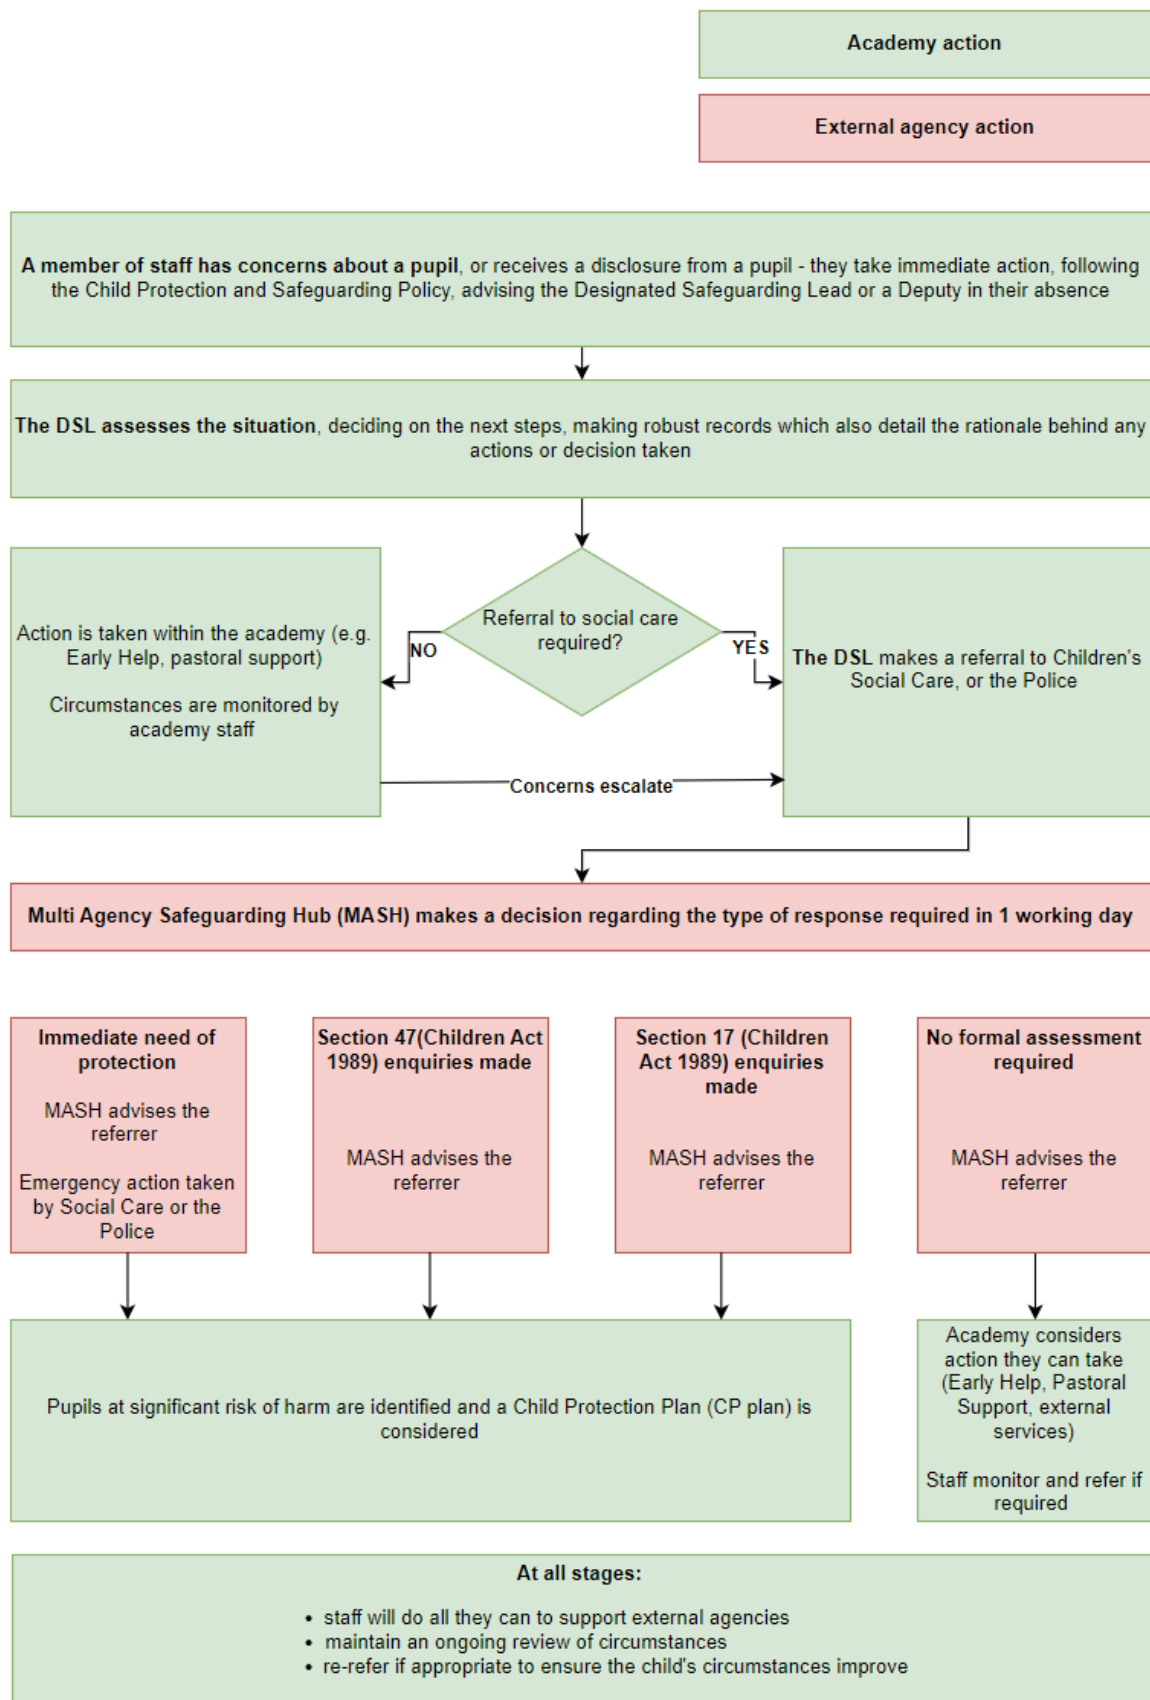 Academy action
External agency action
A member of staff has concerns about a pupil, or receives a disclosure from a pupil - they take immediate action, following
the Child Protection and Safeguarding Policy, advising the Designated Safeguarding Lead or a Deputy in their absence
The DSL assesses the situation, deciding on the next steps, making robust records which also detail the rationale behind any
actions or decision taken
Action is taken within the academy (e.g.
Early Help, pastoral support)
Circumstances are monitored by
academy staff
NO
Referral to social care
required?
YES
The DSL makes a referral to Children's
Social Care, or the Police
Concerns escalate
Multi Agency Safeguarding Hub (MASH) makes a decision regarding the type of response required in 1 working day
Immediate need of
protection
MASH advises the
referrer
Emergency action taken
by Social Care or the
Police
Section 47(Children Act
1989) enquiries made
MASH advises the
referrer
Section 17 (Children
Act 1989) enquiries
made
MASH advises the
referrer
No formal assessment
required
MASH advises the
referrer
Pupils at significant risk of harm are identified and a Child Protection Plan (CP plan) is
considered
Academy considers
action they can take
(Early Help, Pastoral
Support, external
services)
Staff monitor and refer if
required
At all stages:
• staff will do all they can to support external agencies
• maintain an ongoing review of circumstances
• re-refer if appropriate to ensure the child's circumstances improve